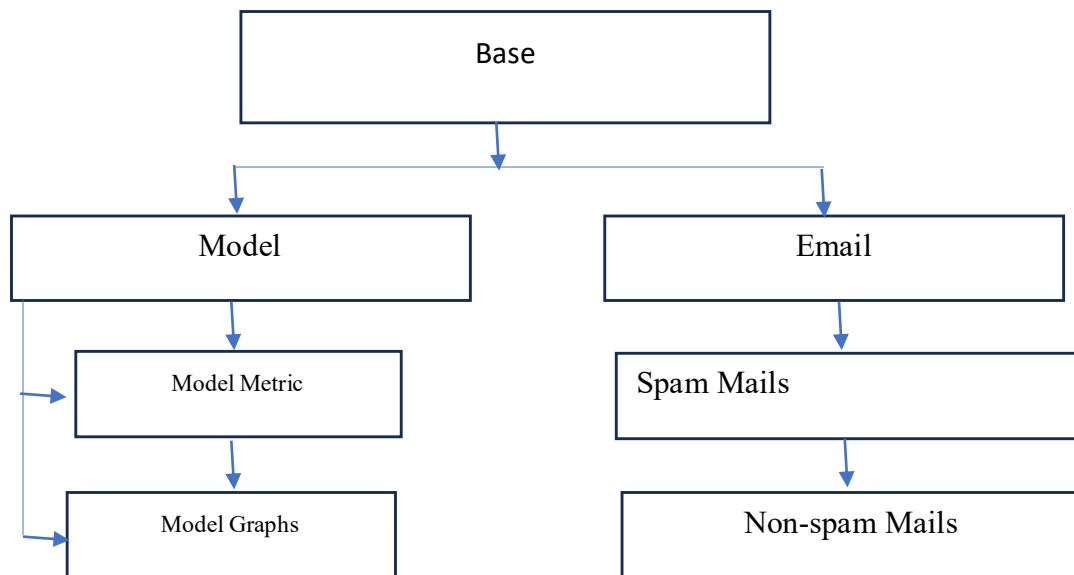 Base
Model
Email
Model Metric
Spam Mails
Model Graphs
Non-spam Mails